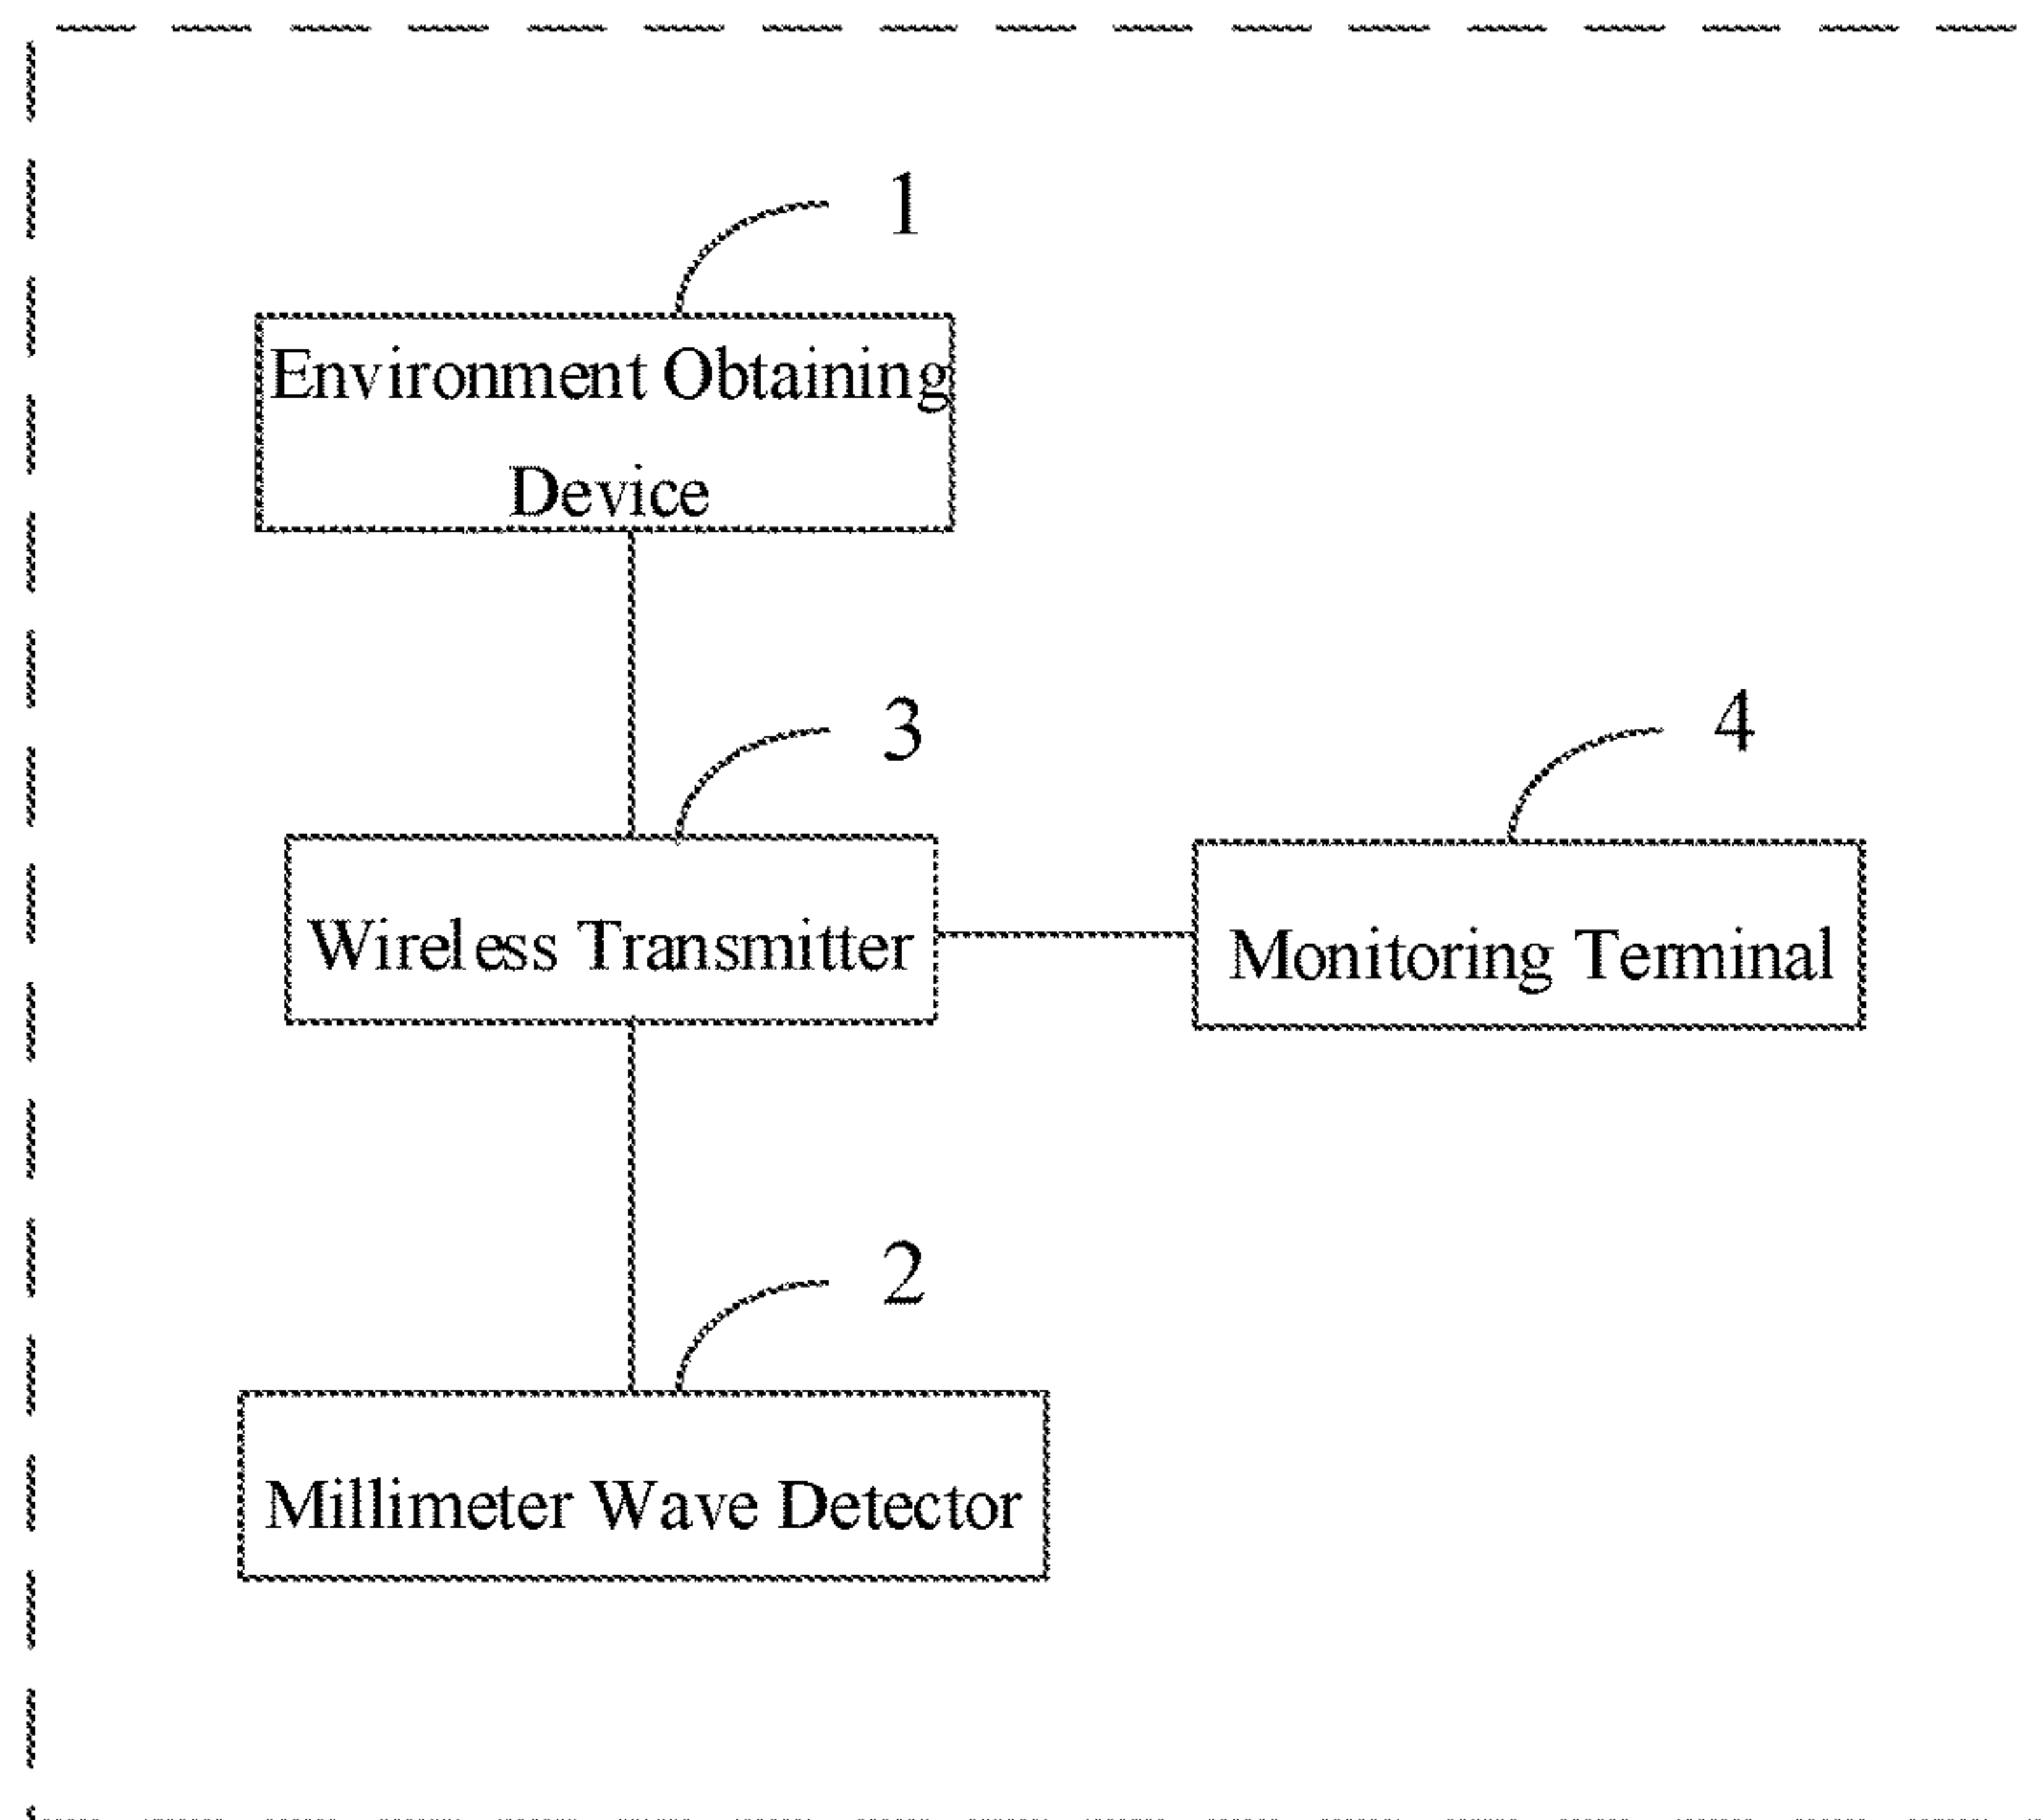 1
Environment Obtaining
Device
3
4
Wireless Transmitter
Monitoring Terminal
2
Millimeter Wave Detector